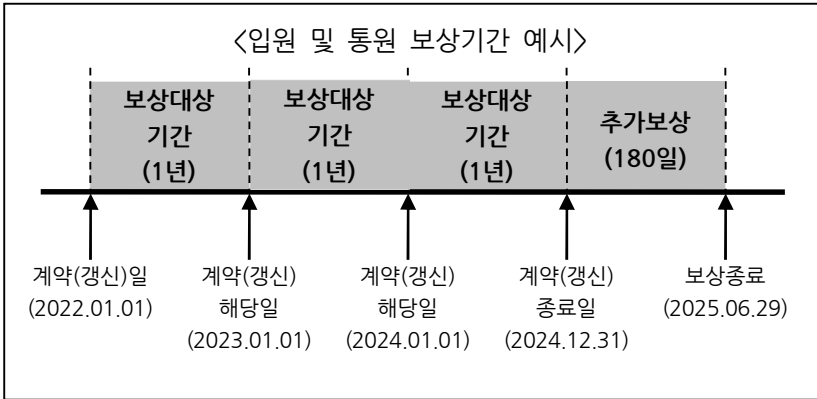 <입원 및 통원 보상기간 예시>
보상대상
기간
(1년)
보상대상
기간
(1년)
보상대상
기간
(1년)
추가보상
(180일)
계약(갱신)일
(2022.01.01)
계약(갱신)
해당일
(2023.01.01)
계약(갱신)
해당일
(2024.01.01)
계약(갱신)
종료일
(2024.12.31)
보상종료
(2025.06.29)